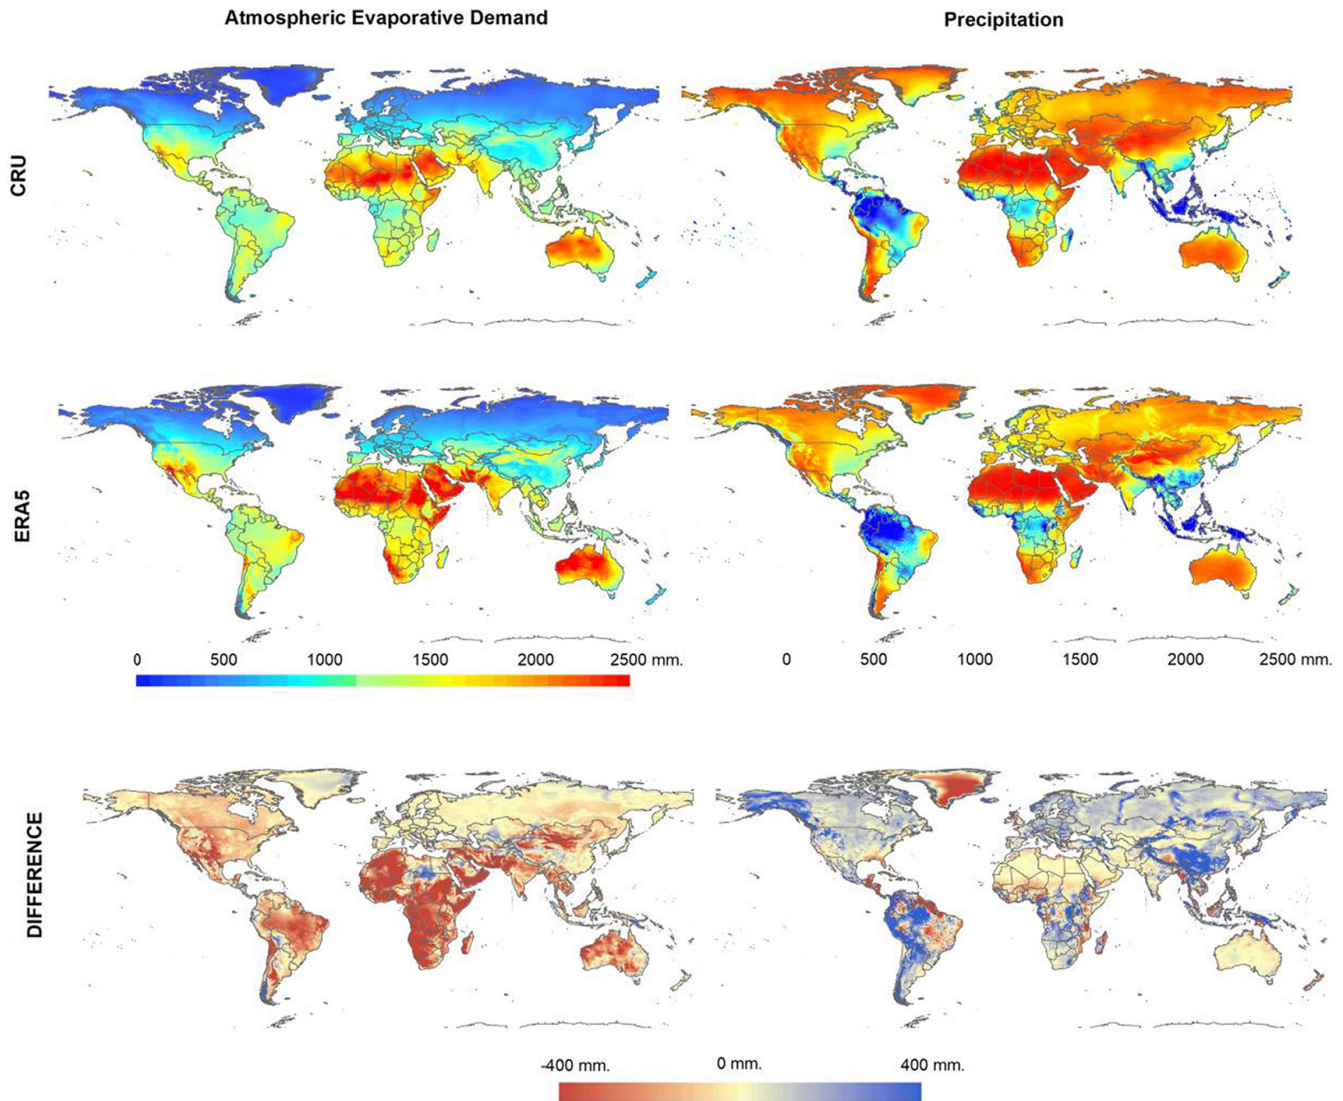 Atmospheric Evaporative Demand
Precipitation
CRU
ERA5
0 500 1000 1500 2000 2500 mm.
0 500 1000 1500 2000 2500 mm.
DIFFERENCE
-400 mm. 0 mm. 400 mm.